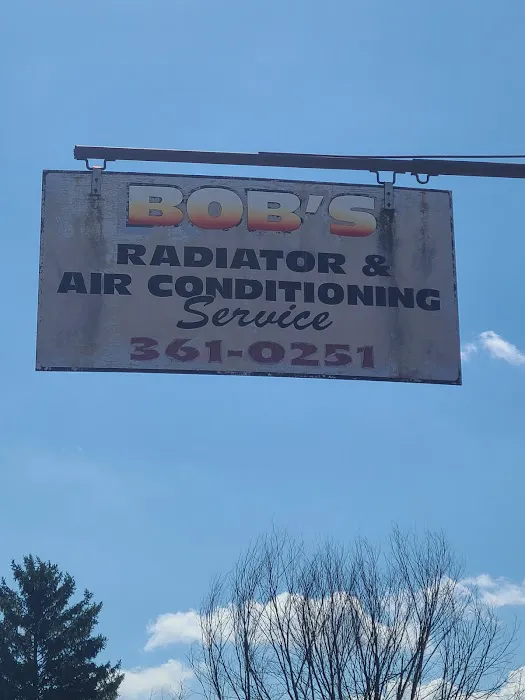 BOB'S
RADIATOR &
AIR CONDITIONING
Service
361-0251